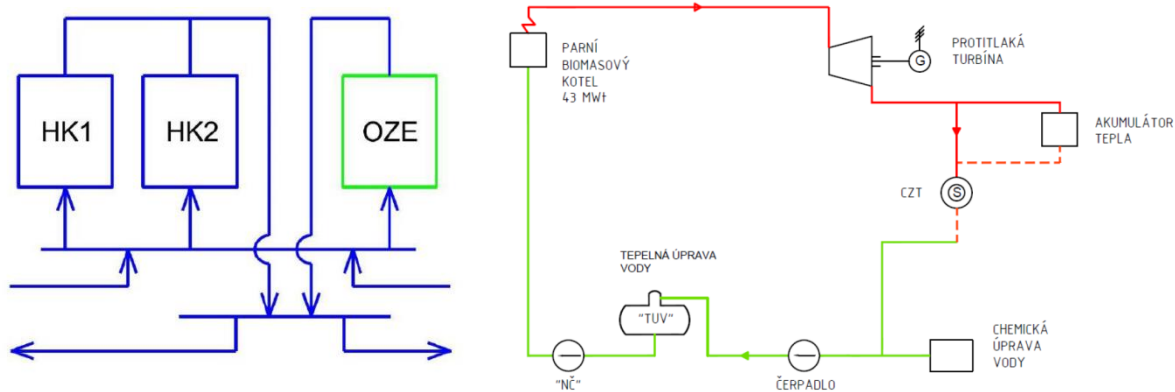 HK1
HK2
OZE
PARNÍ
BIOMASOVÝ
KOTEL
43 MWt
G
PROTITLAKÁ
TURBÍNA
AKUMULÁTOR
TEPLA
CZT
S
TEPELNÁ ÚPRAVA
VODY
"TUV"
"NČ"
ČERPADLO
CHEMICKÁ
ÚPRAVA
VODY